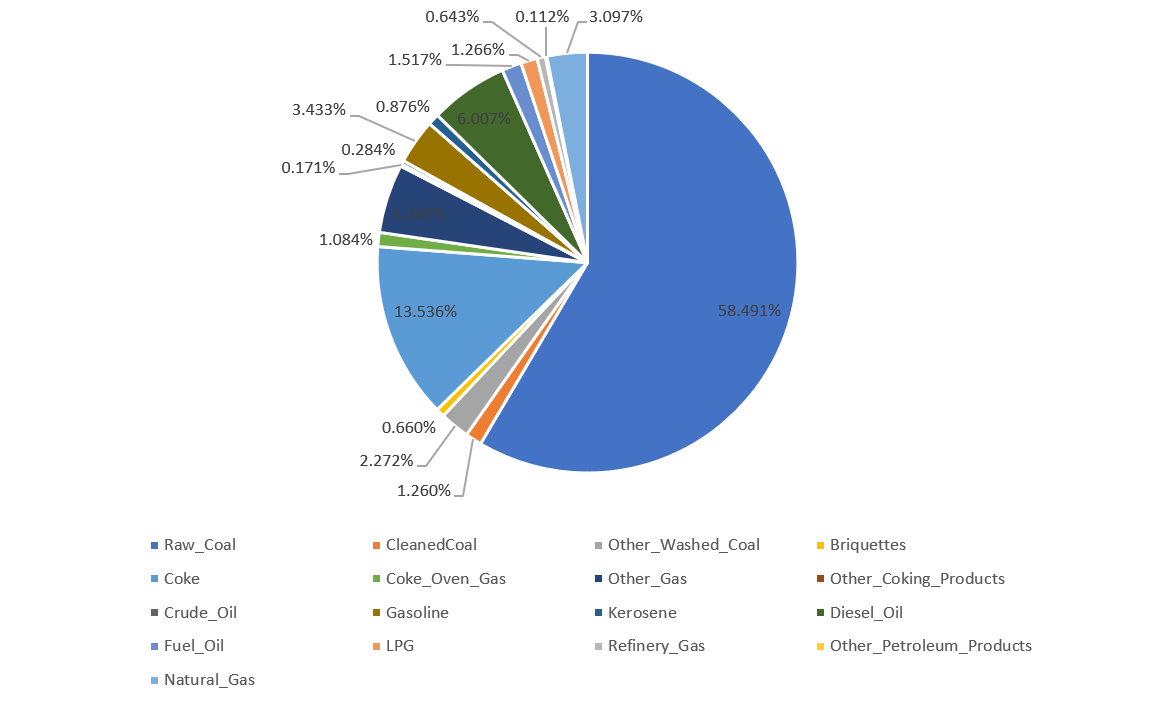 0.643%
0.112%
3.097%
1.266%
1.517%
0.876%
3.433%
6.007%
0.284%
0.171%
1.084%
13.536%
58.491%
0.660%
2.272%
1.260%
Raw_Coal
CleanedCoal
Other_Washed_Coal
Briquettes
Coke
Coke_Oven_Gas
Other_Gas
Other_Coking_Products
Crude_Oil
Gasoline
Kerosene
Diesel_Oil
Fuel_Oil
LPG
Refinery_Gas
Other_Petroleum_Products
Natural_Gas